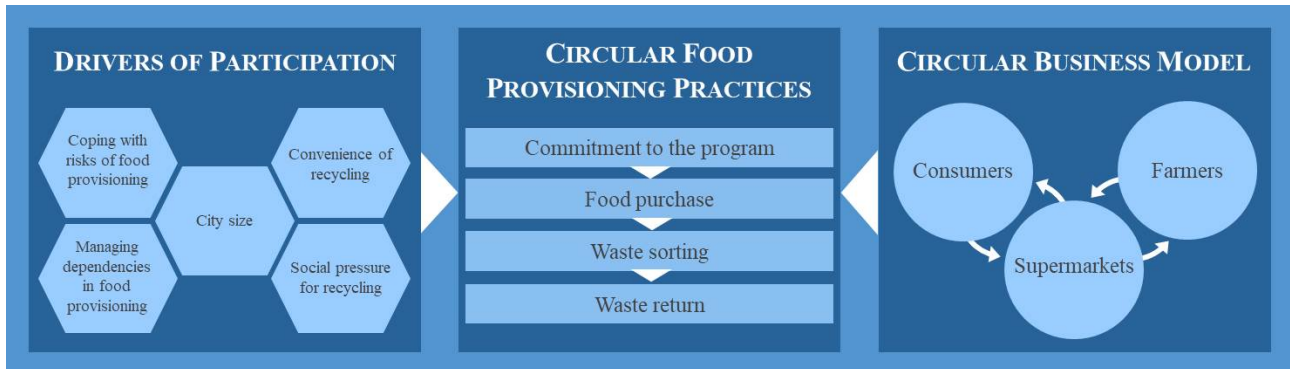 DRIVERS OF PARTICIPATION
Coping with
risks of food
provisioning
Convenience of
recycling
City size
Managing
dependencies
in food
provisioning
Social pressure
for recycling
CIRCULAR FOOD
PROVISIONING PRACTICES
Commitment to the program
Food purchase
Waste sorting
Waste return
CIRCULAR BUSINESS MODEL
Consumers
Farmers
Supermarkets